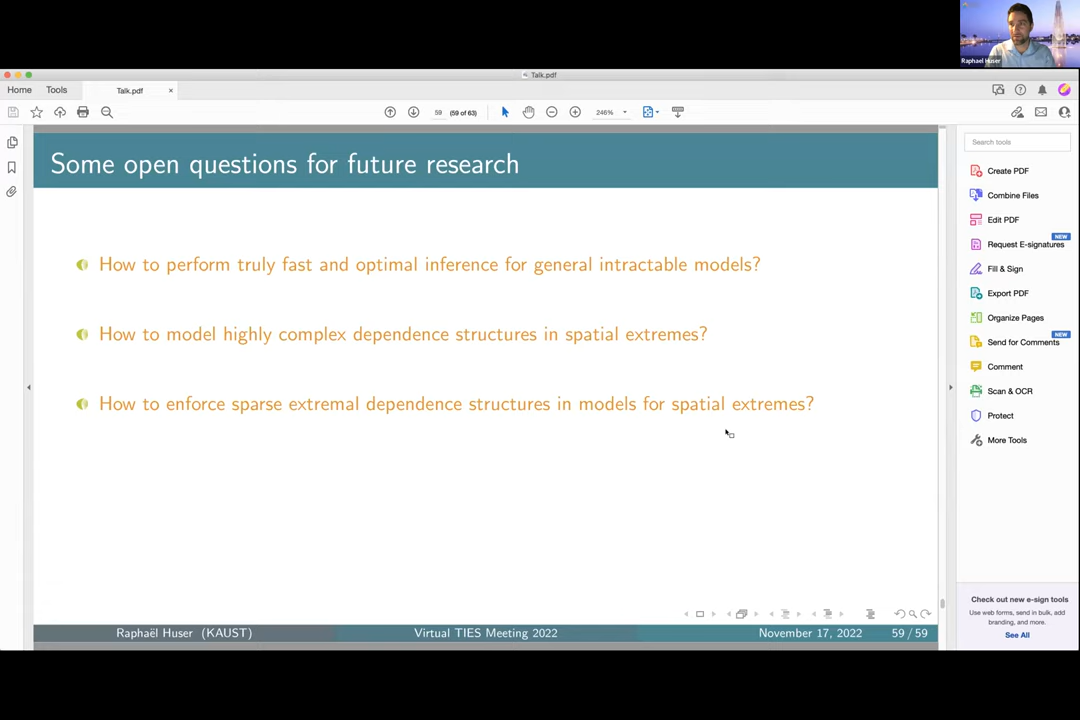 Raphael Huser
Talk.pdf
Home
Tools
Talk.pdf
×
59
(59 of 63)
246%
Some open questions for future research
Search tools
Create PDF
Combine Files
Edit PDF
NEW
Request E-signatures
Fill & Sign
Export PDF
Organize Pages
NEW
Send for Comments
Comment
Scan & OCR
Protect
More Tools
How to perform truly fast and optimal inference for general intractable models?
How to model highly complex dependence structures in spatial extremes?
How to enforce sparse extremal dependence structures in models for spatial extremes?
Check out new e-sign tools
Use web forms, send in bulk, add
branding, and more.
See All
Raphaël Huser (KAUST)
Virtual TIES Meeting 2022
November 17, 2022
59 / 59